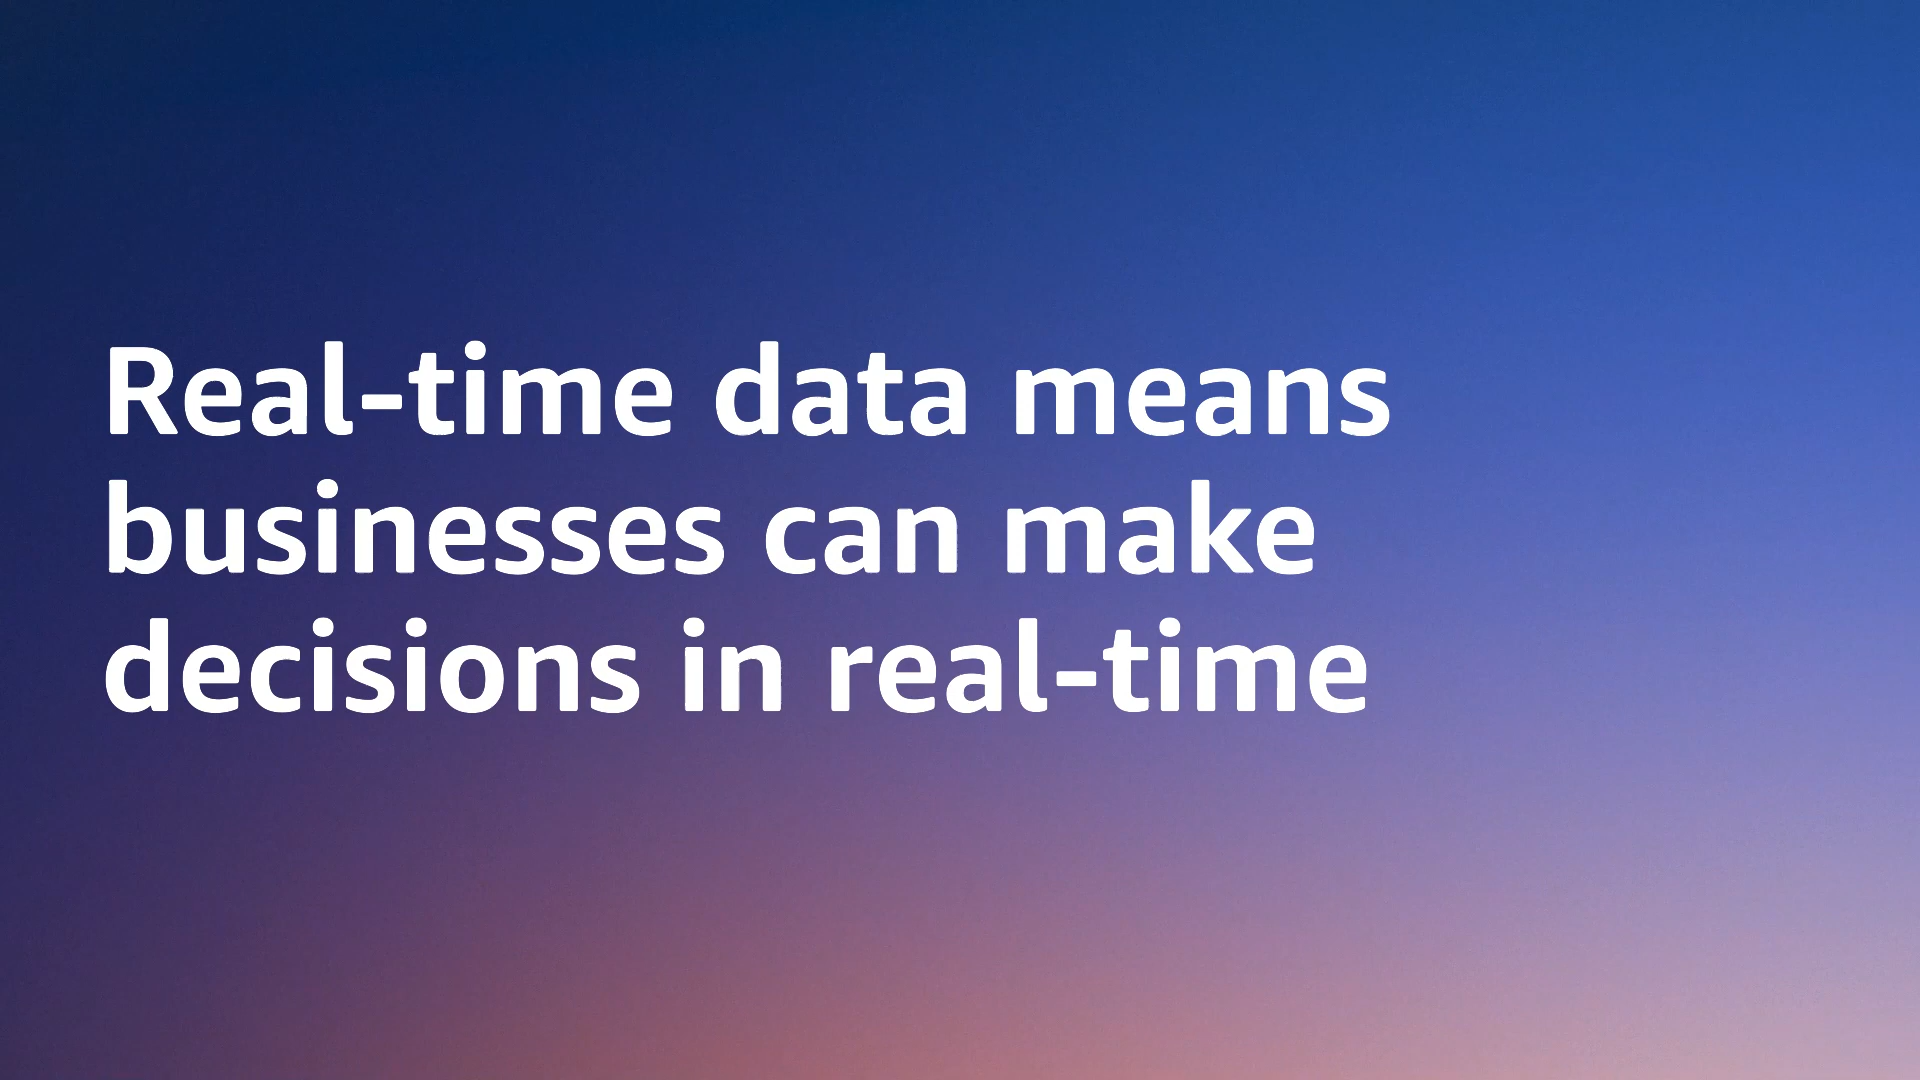 Real-time data means
businesses can make
decisions in real-time